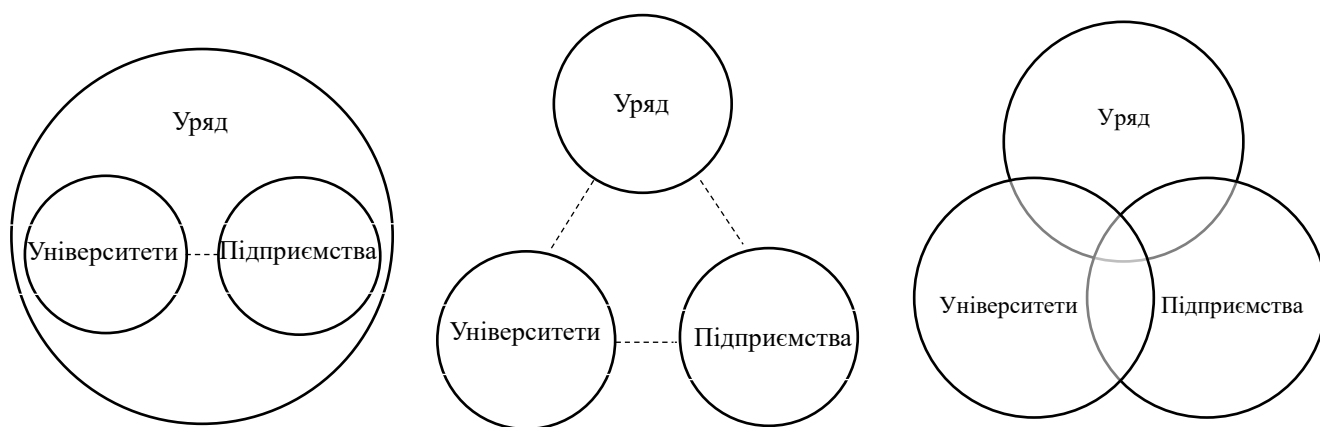 Уряд
Університети
Підприємства
Уряд
Університети
Підприємства
Уряд
Університети
Підприємства